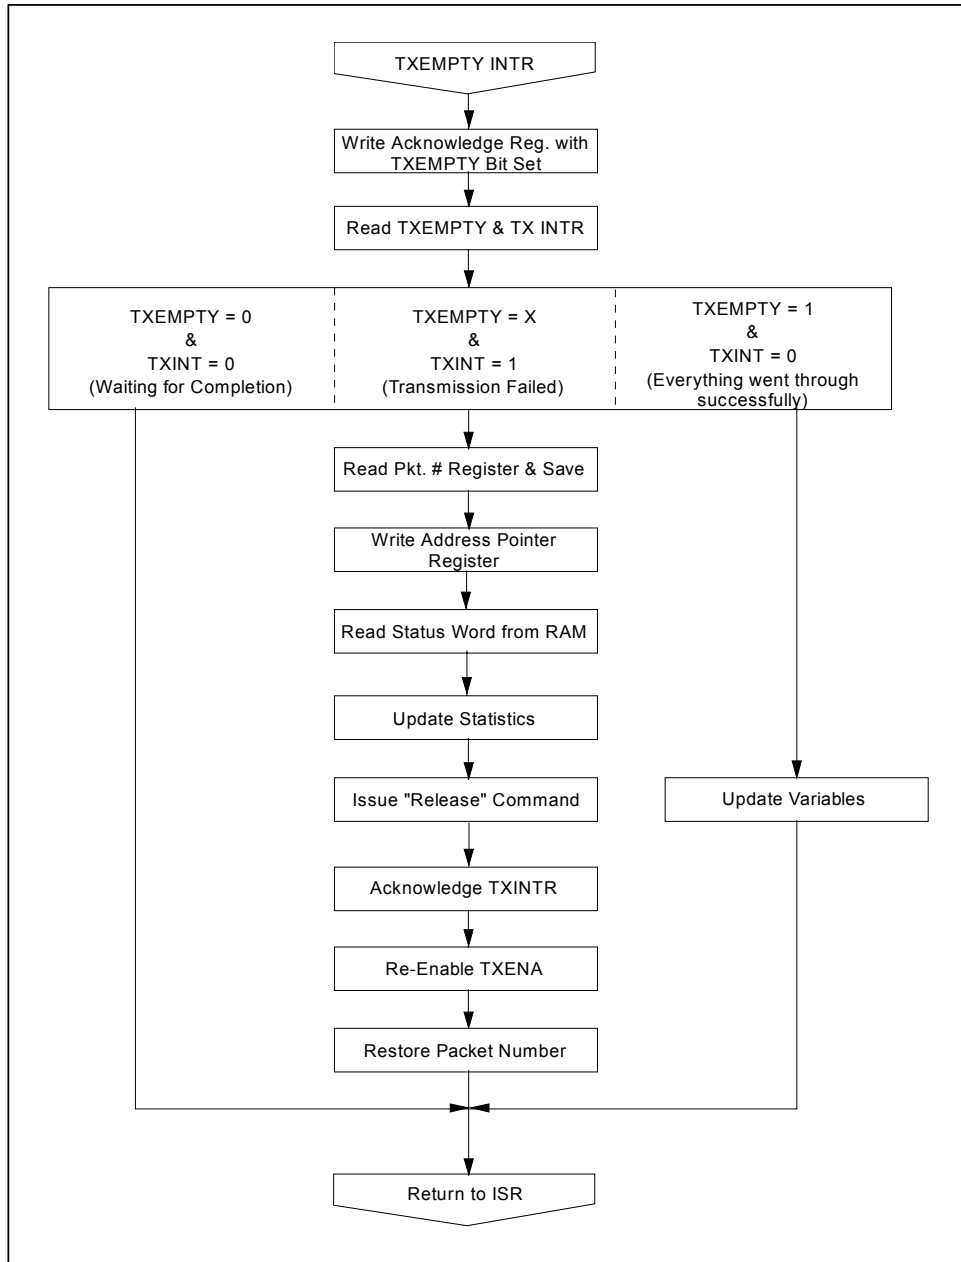 TXEMPTY INTR
Write Acknowledge Reg. with
TXEMPTY Bit Set
Read TXEMPTY & TX INTR
TXEMPTY = 0
&
TXINT = 0
(Waiting for Completion)
TXEMPTY = X
&
TXINT = 1
(Transmission Failed)
TXEMPTY = 1
&
TXINT = 0
(Everything went through
successfully)
Read Pkt. # Register & Save
Write Address Pointer
Register
Read Status Word from RAM
Update Statistics
Issue "Release" Command
Update Variables
Acknowledge TXINTR
Re-Enable TXENA
Restore Packet Number
Return to ISR